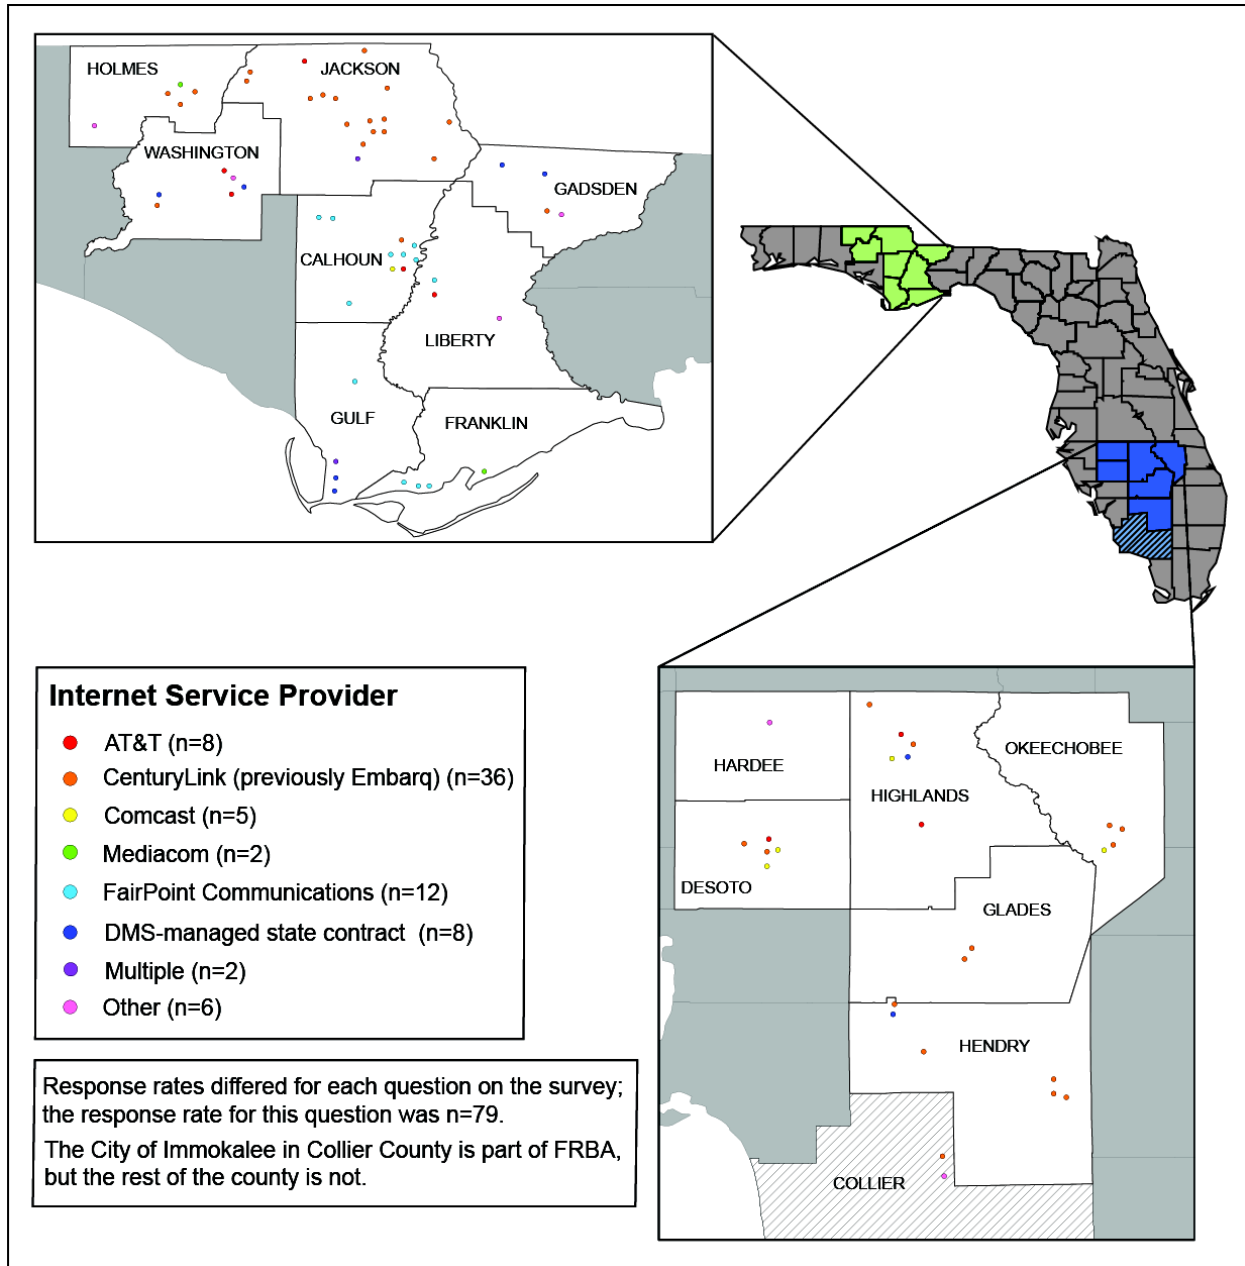 HOLMES
JACKSON
WASHINGTON
GADSDEN
CALHOUN
LIBERTY
GULF
FRANKLIN
Internet Service Provider
AT&T (n=8)
CenturyLink (previously Embarq) (n=36)
Comcast (n=5)
Mediacom (n=2)
FairPoint Communications (n=12)
DMS-managed state contract (n=8)
Multiple (n=2)
Other (n=6)
Response rates differed for each question on the survey;
the response rate for this question was n=79.
The City of Immokalee in Collier County is part of FRBA,
but the rest of the county is not.
OKEECHOBEE
HARDEE
HIGHLANDS
DESOTO
GLADES
HENDRY
COLLIER